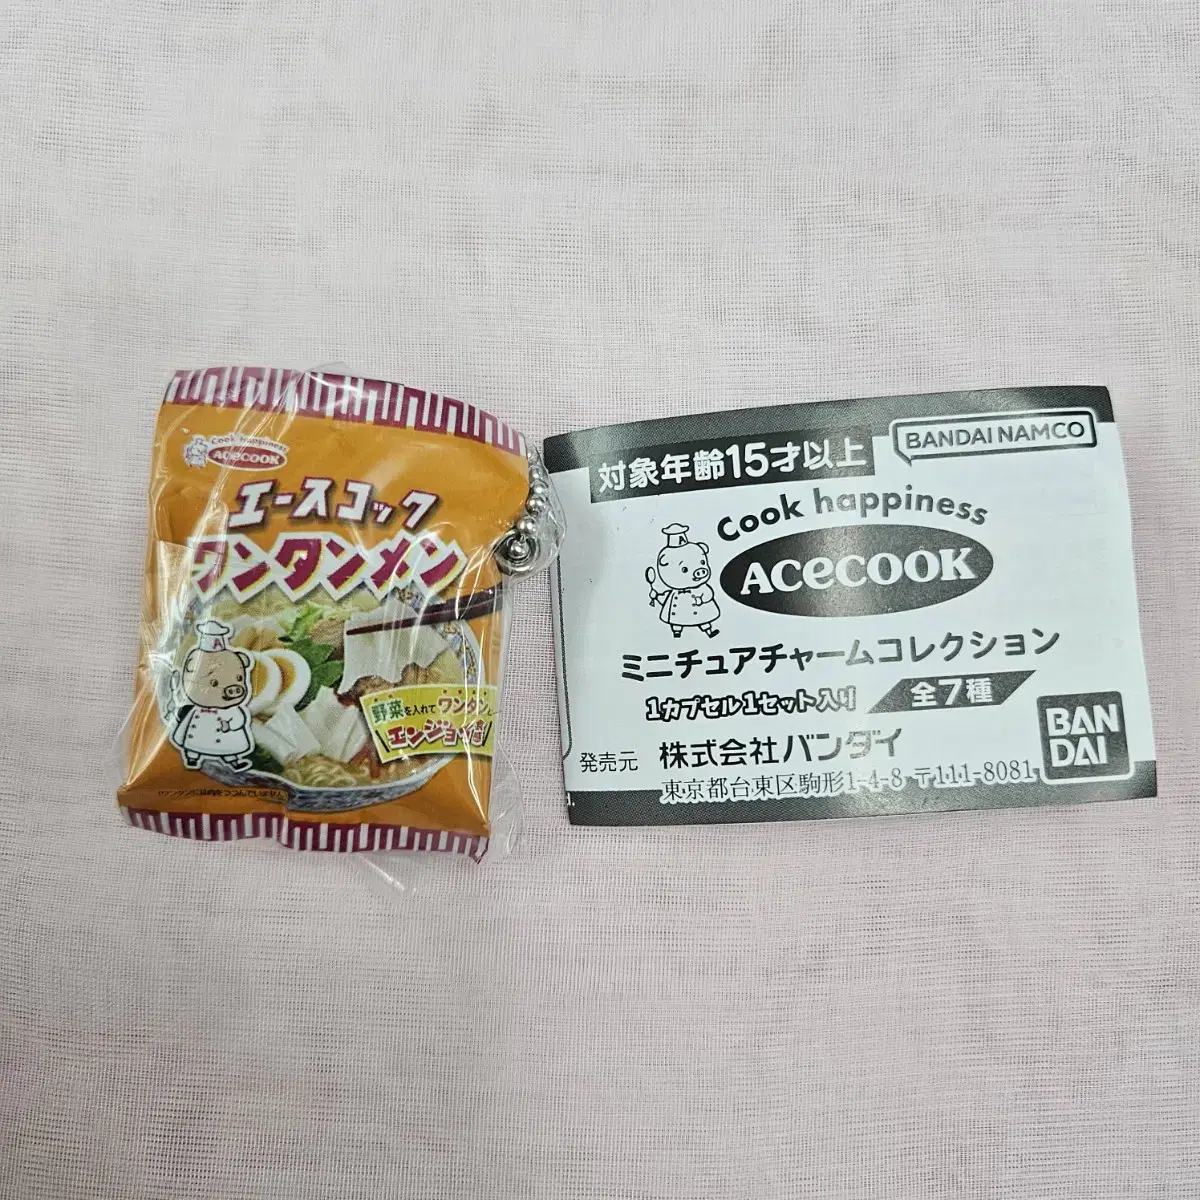 Cook happiness
ACECOOK
エースコック
ワンタンメン
野菜を入れてワンタンと
エンジョイ
対象年齢15才以上
BANDAI NAMCO
Cook happiness
ACECOOK
ミニチュアチャームコレクション
1カプセル1セット入り
全7種
発売元 株式会社バンダイ
東京都台東区駒形1-4-8 〒111-8081
BAN
DAI